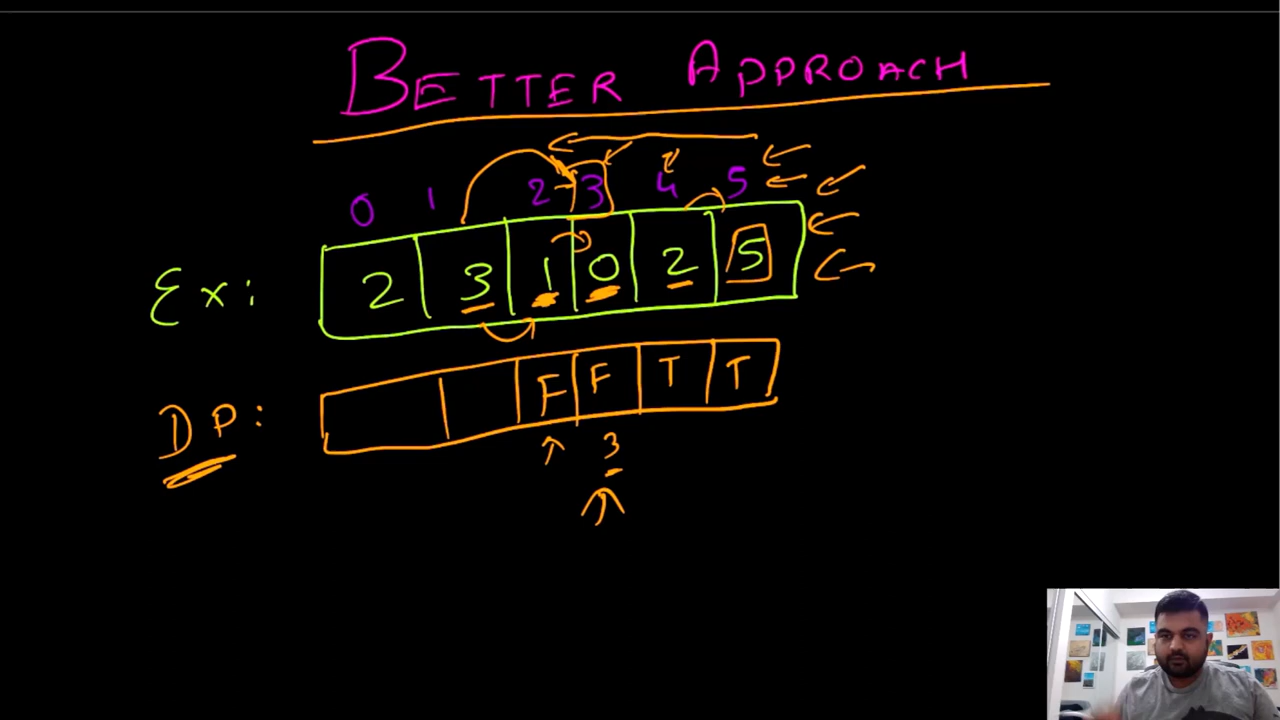 BETTER APPROACH
0 1 2 3 4 5
Ex: 2 3 1 0 2 5
DP: F F T T
3